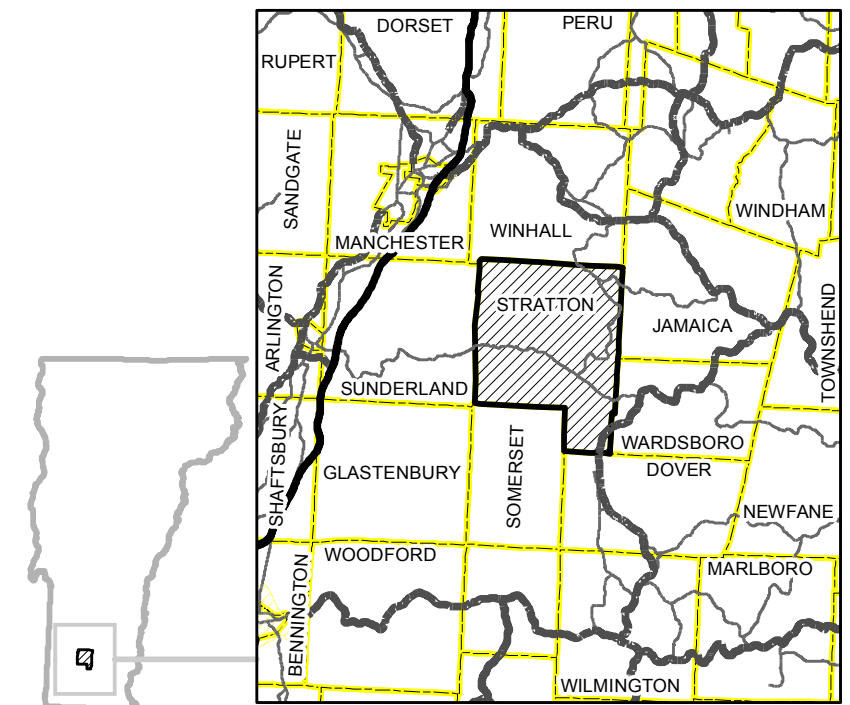 DORSET
PERU
RUPERT
SANDGATE
WINDHAM
WINHALL
MANCHESTER
ARLINGTON
STRATTON
JAMAICA
TOWNSHEND
SUNDERLAND
SHAFTSBURY
WARDSBORO
GLASTENBURY
SOMERSET
DOVER
NEWFANE
WOODFORD
MARLBORO
BENNINGTON
WILMINGTON